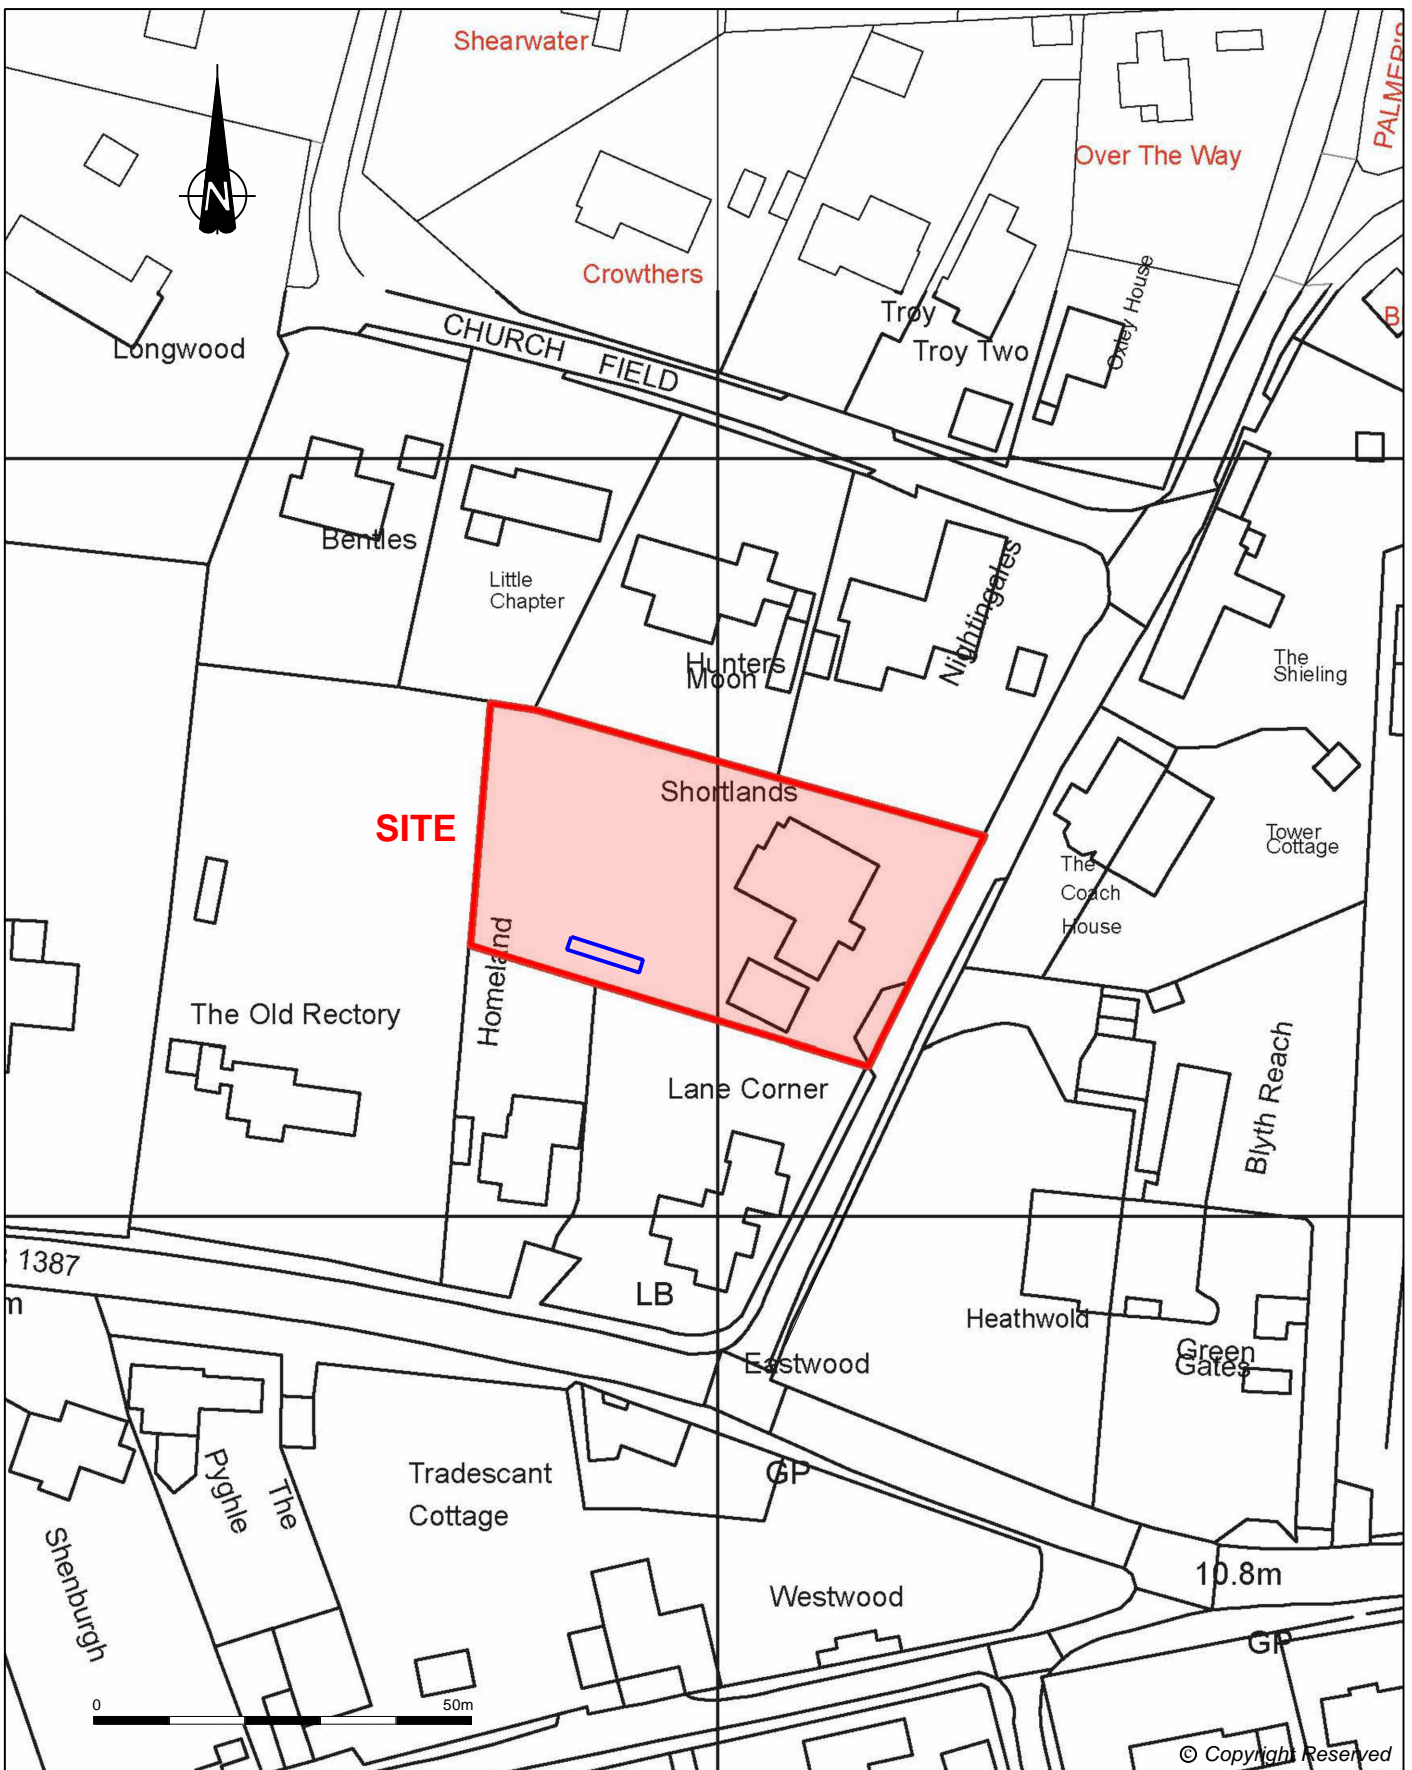 Shearwater
PALMER'S
Over The Way
N
Crowthers
Oxley House
Troy
B
CHURCH FIELD
Troy Two
Longwood
Bentles
Little
Chapter
Nightingales
Hunters
Moon
The
Shieling
Shortlands
SITE
Tower
Cottage
The
Coach
House
Homeland
The Old Rectory
Lane Corner
Blyth Reach
1387
m
LB
Heathwold
Green
Gates
Eastwood
GP
Tradescant
Cottage
The
Pyghle
Shenburgh
10.8m
Westwood
GP
0
50m
© Copyright Reserved